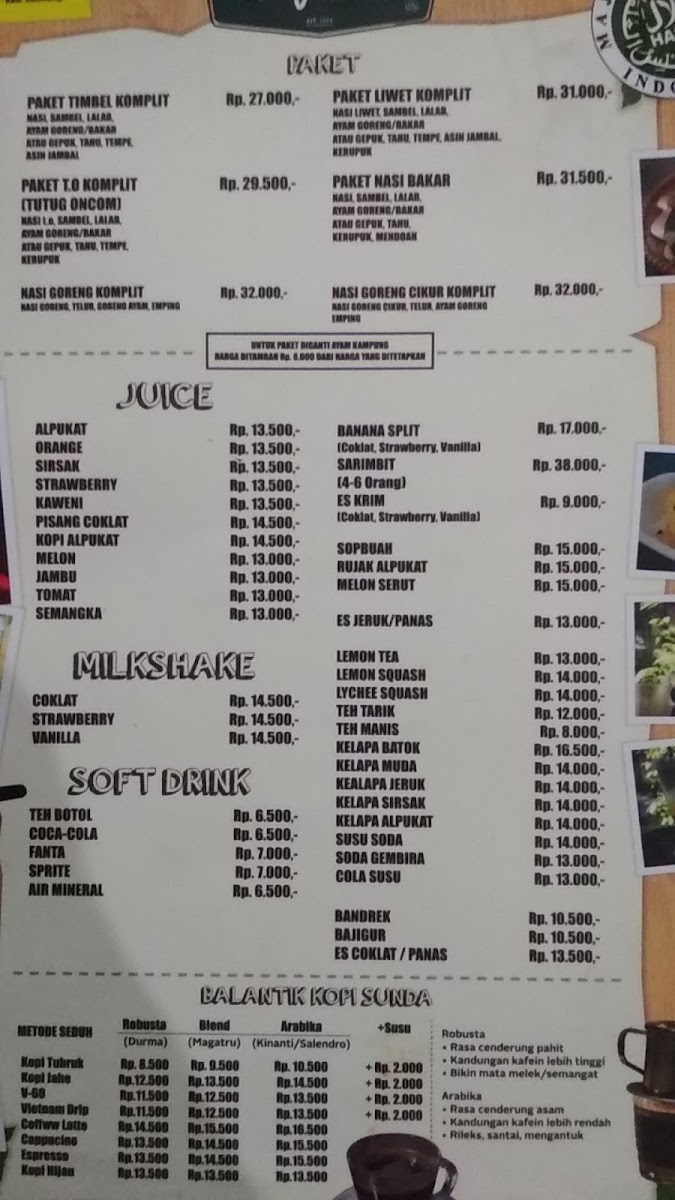 PAKET
PAKET TIMBEL KOMPLIT Rp. 27.000,-
NASI, SAMBEL, LALAB,
AYAM GORENG/BAKAR
ATAU GEPUK, TAHU, TEMPE,
ASIN JAMBAL
PAKET LIWET KOMPLIT Rp. 31.000,-
NASI LIWET, SAMBEL, LALAB,
AYAM GORENG/BAKAR
ATAU GEPUK, TAHU, TEMPE, ASIN JAMBAL,
KERUPUK
PAKET T.O KOMPLIT Rp. 29.500,-
(TUTUG ONCOM)
NASI t.o, SAMBEL, LALAB,
AYAM GORENG/BAKAR
ATAU GEPUK, TAHU, TEMPE,
KERUPUK
PAKET NASI BAKAR Rp. 31.500,-
NASI, SAMBEL, LALAB,
AYAM GORENG/BAKAR
ATAU GEPUK, TAHU,
KERUPUK, MENDOAN
NASI GORENG KOMPLIT Rp. 32.000,-
NASI GORENG, TELUR, GORENG AYAM, EMPING
NASI GORENG CIKUR KOMPLIT Rp. 32.000,-
NASI GORENG CIKUR, TELUR, AYAM GORENG
EMPING
UNTUK PAKET DIGANTI AYAM KAMPUNG
HARGA DITAMBAH Rp. 6.000 DARI HARGA YANG DITETAPKAN
JUICE
ALPUKAT Rp. 13.500,-
ORANGE Rp. 13.500,-
SIRSAK Rp. 13.500,-
STRAWBERRY Rp. 13.500,-
KAWENI Rp. 13.500,-
PISANG COKLAT Rp. 14.500,-
KOPI ALPUKAT Rp. 14.500,-
MELON Rp. 13.000,-
JAMBU Rp. 13.000,-
TOMAT Rp. 13.000,-
SEMANGKA Rp. 13.000,-
MILKSHAKE
COKLAT Rp. 14.500,-
STRAWBERRY Rp. 14.500,-
VANILLA Rp. 14.500,-
SOFT DRINK
TEH BOTOL Rp. 6.500,-
COCA-COLA Rp. 6.500,-
FANTA Rp. 7.000,-
SPRITE Rp. 7.000,-
AIR MINERAL Rp. 6.500,-
BANANA SPLIT Rp. 17.000,-
(Coklat, Strawberry, Vanilla)
SARIMBIT Rp. 38.000,-
(4-6 Orang)
ES KRIM Rp. 9.000,-
(Coklat, Strawberry, Vanilla)
SOPBUAH Rp. 15.000,-
RUJAK ALPUKAT Rp. 15.000,-
MELON SERUT Rp. 15.000,-
ES JERUK/PANAS Rp. 13.000,-
LEMON TEA Rp. 13.000,-
LEMON SQUASH Rp. 14.000,-
LYCHEE SQUASH Rp. 14.000,-
TEH TARIK Rp. 12.000,-
TEH MANIS Rp. 8.000,-
KELAPA BATOK Rp. 16.500,-
KELAPA MUDA Rp. 14.000,-
KEALAPA JERUK Rp. 14.000,-
KELAPA SIRSAK Rp. 14.000,-
KELAPA ALPUKAT Rp. 14.000,-
SUSU SODA Rp. 14.000,-
SODA GEMBIRA Rp. 13.000,-
COLA SUSU Rp. 13.000,-
BANDREK Rp. 10.500,-
BAJIGUR Rp. 10.500,-
ES COKLAT / PANAS Rp. 13.500,-
BALANTIK KOPI SUNDA
METODE SEDUH Robusta Blend Arabika +Susu
(Durma) (Magatru) (Kinanti/Salendro)
Kopi Tubruk Rp. 8.500 Rp. 9.500 Rp. 10.500 + Rp. 2.000
Kopi Jahe Rp.12.500 Rp.13.500 Rp.14.500 + Rp. 2.000
V-60 Rp.11.500 Rp.12.500 Rp.13.500 + Rp. 2.000
Vietnam Drip Rp.11.500 Rp.12.500 Rp.13.500 + Rp. 2.000
Coffww Latte Rp.14.500 Rp.15.500 Rp.16.500
Cappucino Rp.13.500 Rp.14.500 Rp.15.500
Espresso Rp.13.500 Rp.14.500 Rp.15.500
Kopi Hijau Rp.13.500 Rp.13.500 Rp.13.500
Robusta
• Rasa cenderung pahit
• Kandungan kafein lebih tinggi
• Bikin mata melek/semangat
Arabika
• Rasa cenderung asam
• Kandungan kafein lebih rendah
• Rileks, santai, mengantuk